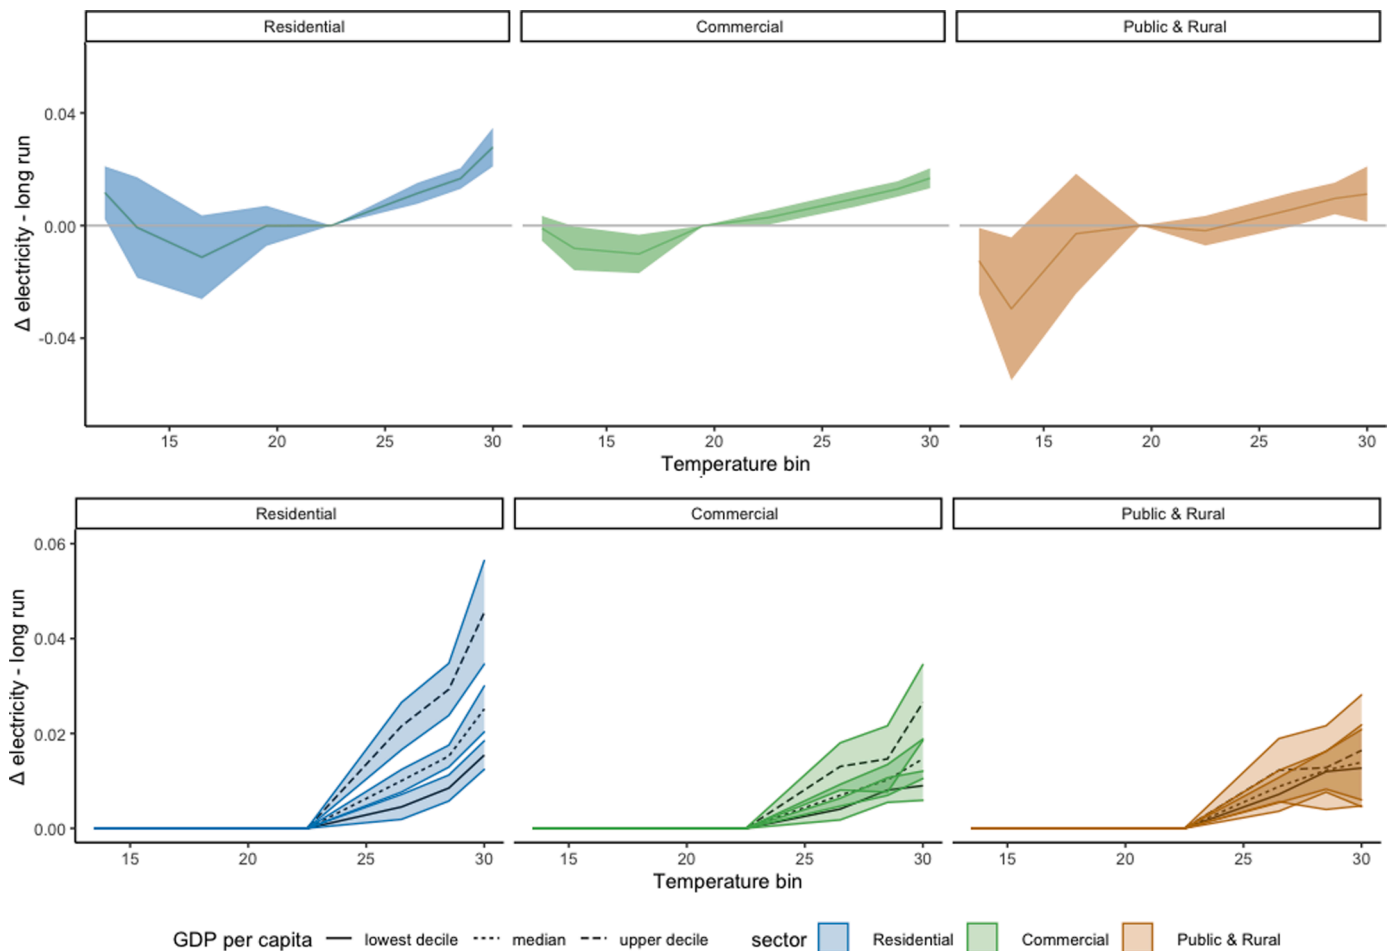 Residential Commercial Public & Rural
Δ electricity - long run
0.04
0.00
-0.04
15 20 25 30 15 20 25 30 15 20 25 30
Temperature bin
Residential Commercial Public & Rural
Δ electricity - long run
0.06
0.04
0.02
0.00
15 20 25 30 15 20 25 30 15 20 25 30
Temperature bin
GDP per capita lowest decile median upper decile sector Residential Commercial Public & Rural